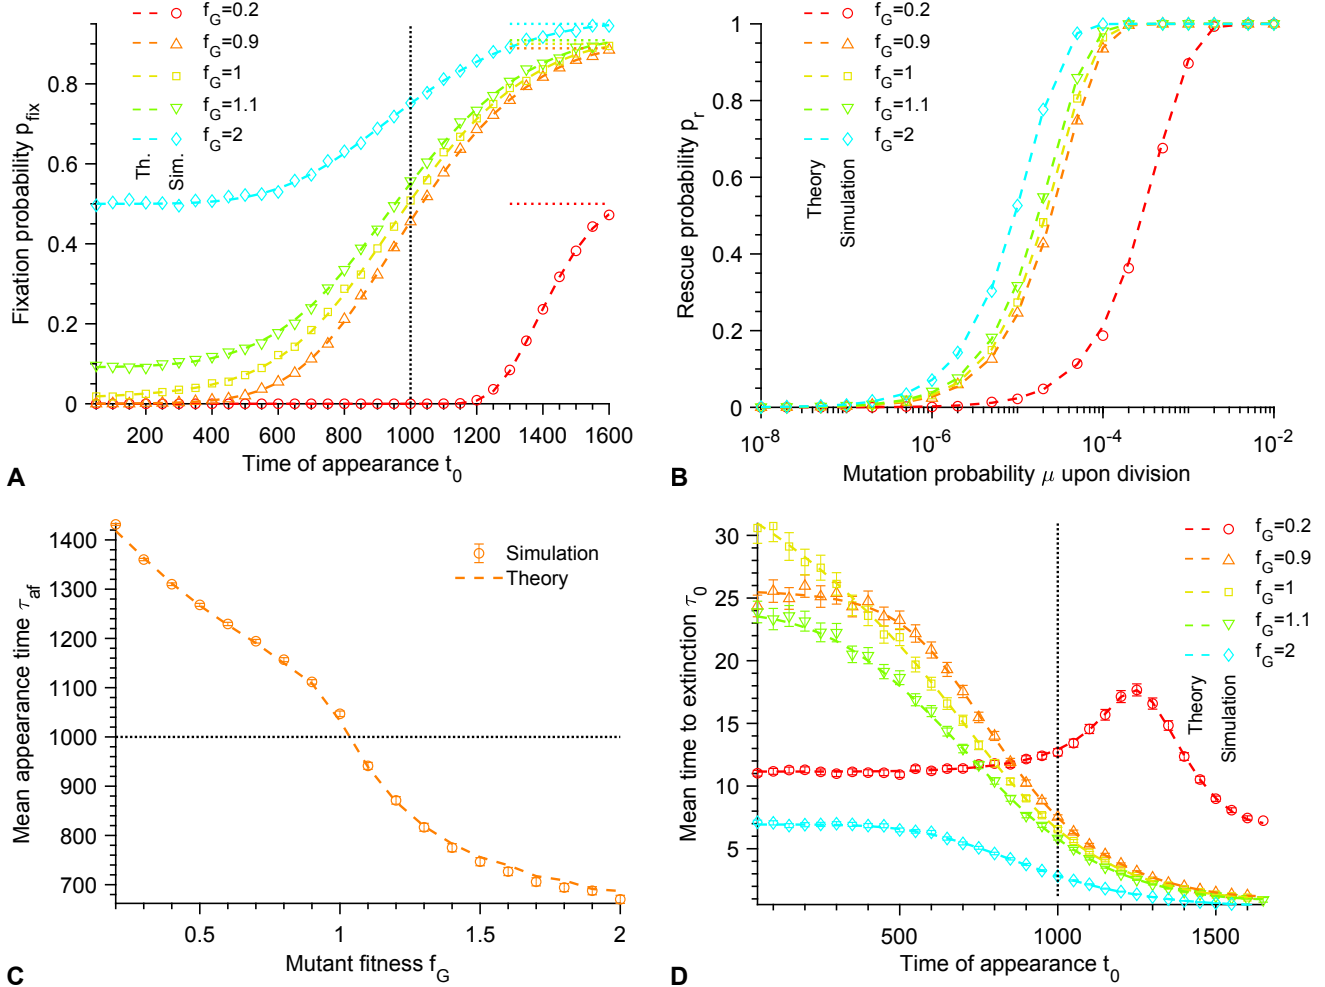 f_G=0.2
f_G=0.9
f_G=1
f_G=1.1
f_G=2
Th.
Sim.
0.8
0.6
0.4
0.2
0
200 400 600 800 1000 1200 1400 1600
Fixation probability p_fix
Time of appearance t_0
A
f_G=0.2
f_G=0.9
f_G=1
f_G=1.1
f_G=2
Theory
Simulation
1
0.8
0.6
0.4
0.2
0
10^-8 10^-6 10^-4 10^-2
Rescue probability p_r
Mutation probability μ upon division
B
Simulation
Theory
1400
1300
1200
1100
1000
900
800
700
0.5 1 1.5 2
Mean appearance time τ_af
Mutant fitness f_G
C
f_G=0.2
f_G=0.9
f_G=1
f_G=1.1
f_G=2
Theory
Simulation
30
25
20
15
10
5
500 1000 1500
Mean time to extinction τ_0
Time of appearance t_0
D